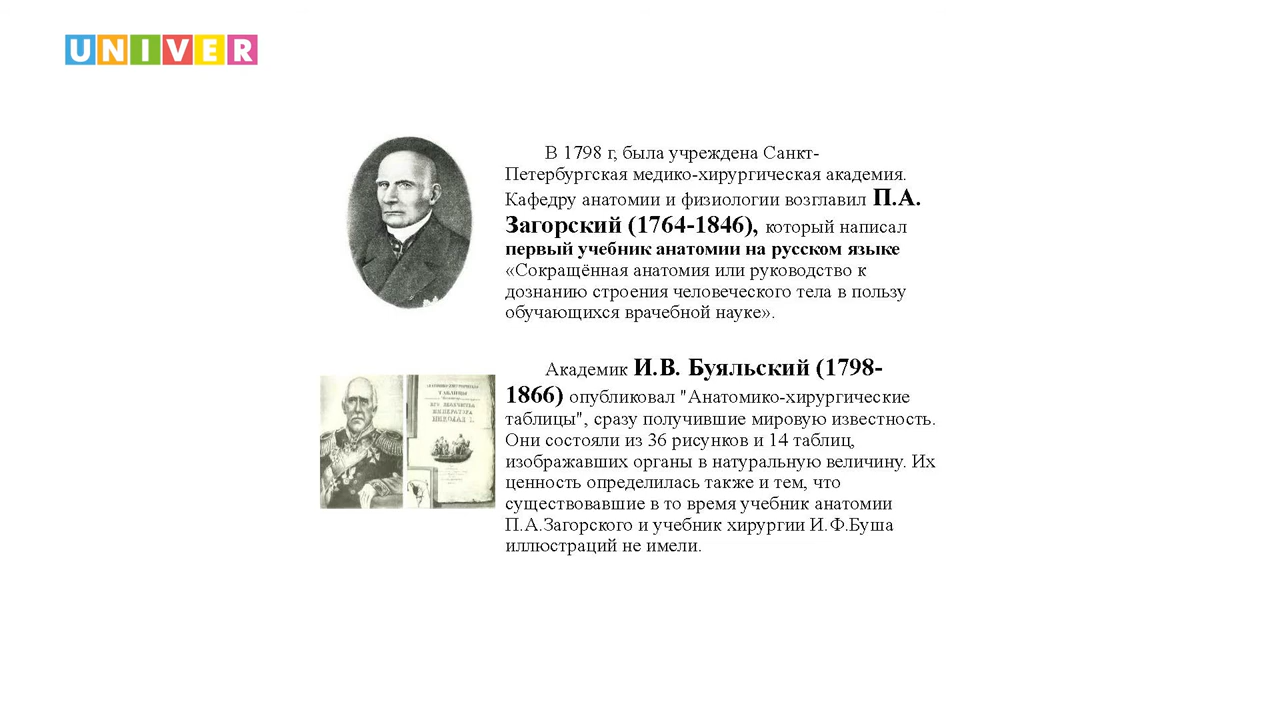 UNIVER
В 1798 г, была учреждена Санкт-
Петербургская медико-хирургическая академия.
Кафедру анатомии и физиологии возглавил П.А.
Загорский (1764-1846), который написал
первый учебник анатомии на русском языке
«Сокращённая анатомия или руководство к
дознанию строения человеческого тела в пользу
обучающихся врачебной науке».
Академик И.В. Буяльский (1798-
1866) опубликовал "Анатомико-хирургические
таблицы", сразу получившие мировую известность.
Они состояли из 36 рисунков и 14 таблиц,
изображавших органы в натуральную величину. Их
ценность определилась также и тем, что
существовавшие в то время учебник анатомии
П.А.Загорского и учебник хирургии И.Ф.Буша
иллюстраций не имели.
ТАБЛИЦЫ
ИМПЕРАТОРА
НИКОЛАЯ I.